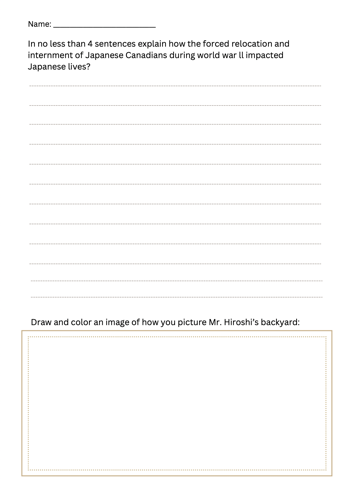 Name: ______________________
In no less than 4 sentences explain how the forced relocation and
internment of Japanese Canadians during world war ll impacted
Japanese lives?
Draw and color an image of how you picture Mr. Hiroshi's backyard: